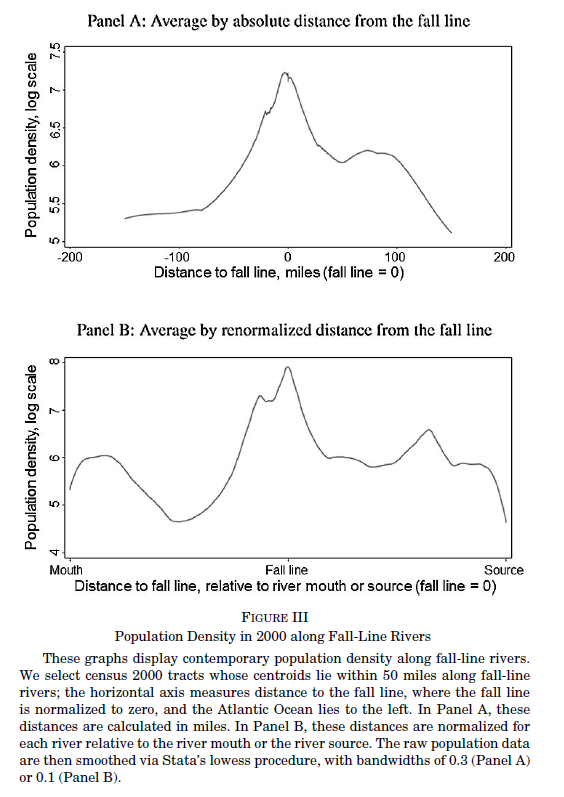 Panel A: Average by absolute distance from the fall line
Population density, log scale
7.5
7
6.5
6
5.5
5
-200
-100
0
100
200
Distance to fall line, miles (fall line = 0)
Panel B: Average by renormalized distance from the fall line
Population density, log scale
8
7
6
5
4
Mouth
Fall line
Source
Distance to fall line, relative to river mouth or source (fall line = 0)
FIGURE III
Population Density in 2000 along Fall-Line Rivers
These graphs display contemporary population density along fall-line rivers.
We select census 2000 tracts whose centroids lie within 50 miles along fall-line
rivers; the horizontal axis measures distance to the fall line, where the fall line
is normalized to zero, and the Atlantic Ocean lies to the left. In Panel A, these
distances are calculated in miles. In Panel B, these distances are normalized for
each river relative to the river mouth or the river source. The raw population data
are then smoothed via Stata's lowess procedure, with bandwidths of 0.3 (Panel A)
or 0.1 (Panel B).